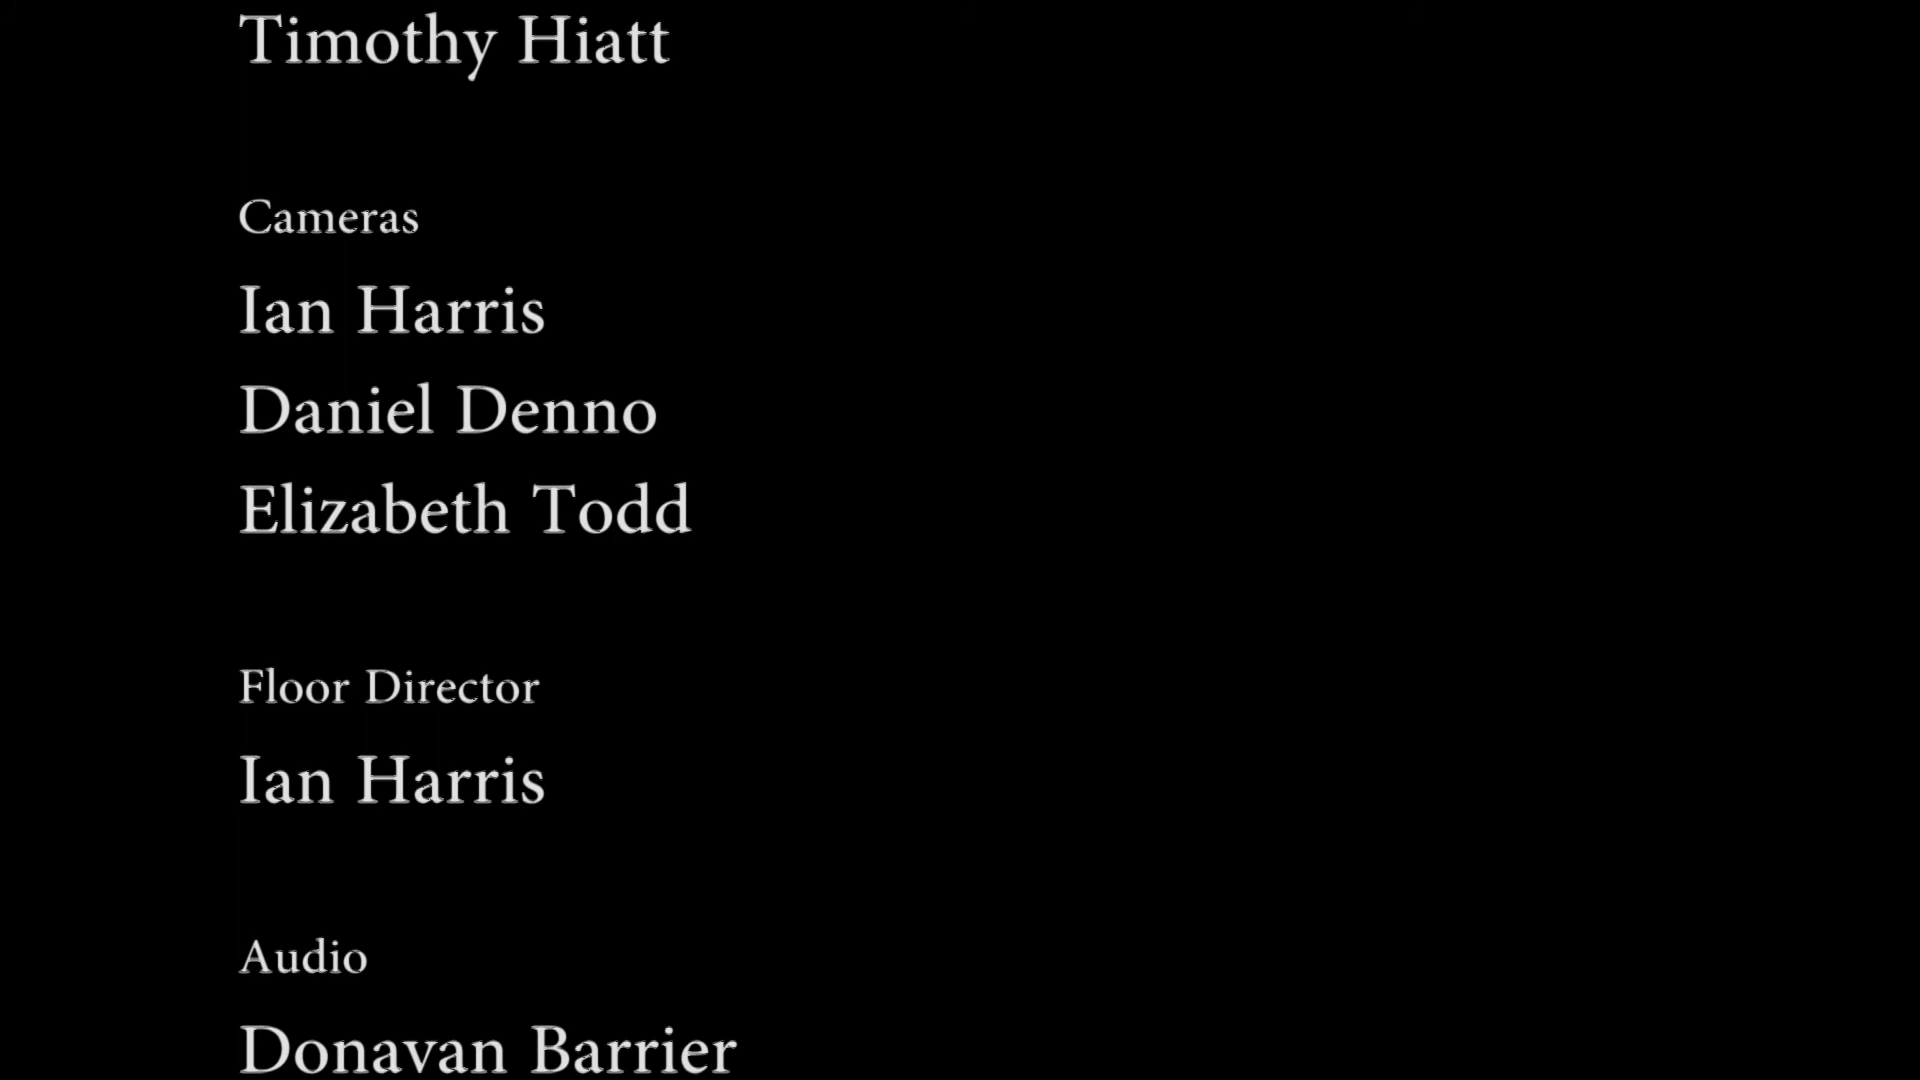 Timothy Hiatt
Cameras
Ian Harris
Daniel Denno
Elizabeth Todd
Floor Director
Ian Harris
Audio
Donavan Barrier